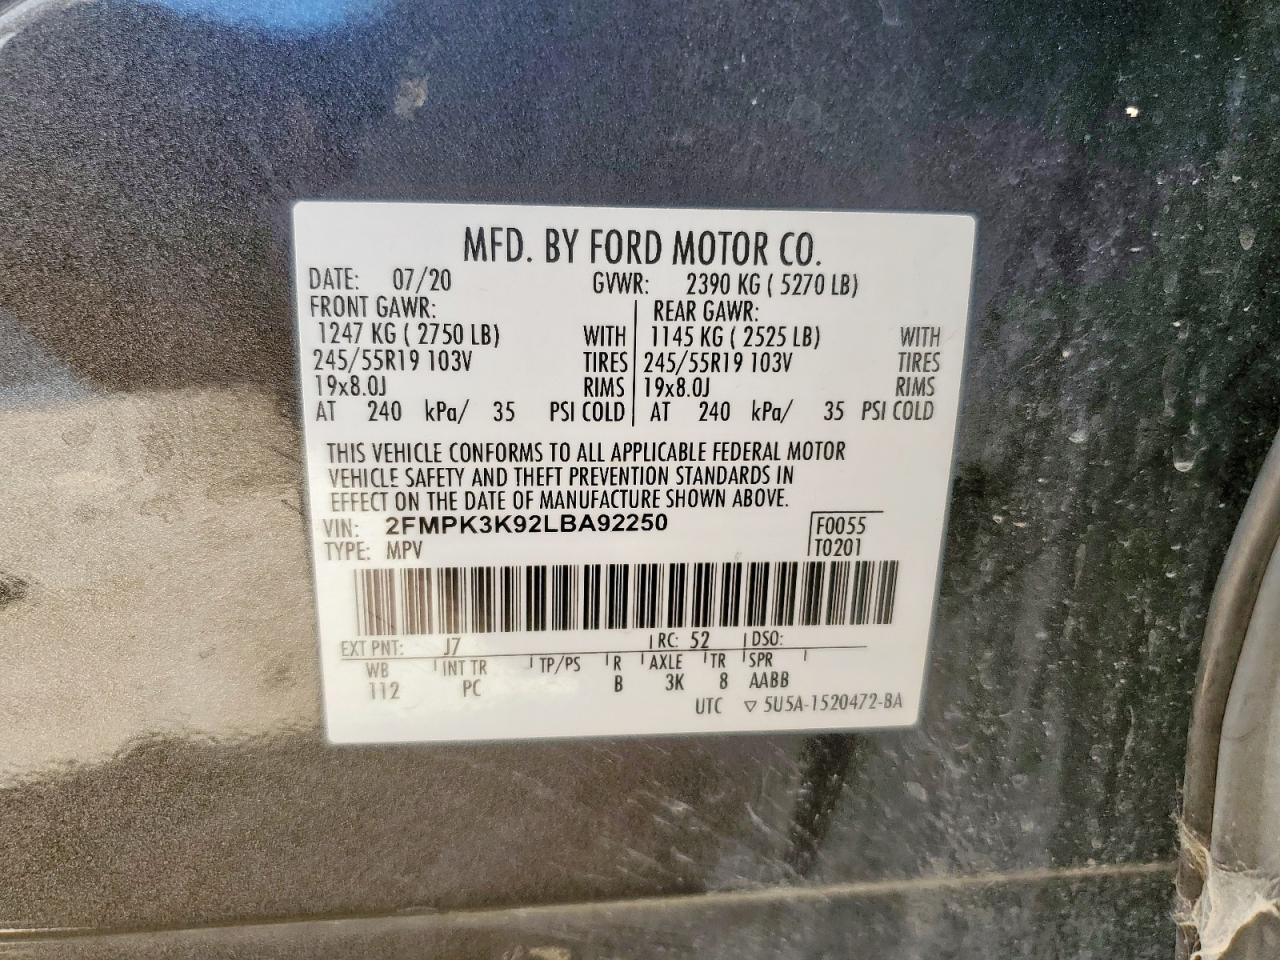 MFD. BY FORD MOTOR CO.
DATE: 07/20 GVWR: 2390 KG ( 5270 LB)
FRONT GAWR: REAR GAWR:
1247 KG ( 2750 LB) WITH 1145 KG ( 2525 LB) WITH
245/55R19 103V TIRES 245/55R19 103V TIRES
19x8.0J RIMS 19x8.0J RIMS
AT 240 kPa/ 35 PSI COLD AT 240 kPa/ 35 PSI COLD
THIS VEHICLE CONFORMS TO ALL APPLICABLE FEDERAL MOTOR
VEHICLE SAFETY AND THEFT PREVENTION STANDARDS IN
EFFECT ON THE DATE OF MANUFACTURE SHOWN ABOVE.
VIN: 2FMPK3K92LBA92250 F0055
TYPE: MPV T0201
EXT PNT: J7 RC: 52 DSO:
WB INT TR TP/PS R AXLE TR SPR
112 PC B 3K 8 AABB
UTC ▽ 5U5A-1520472-BA